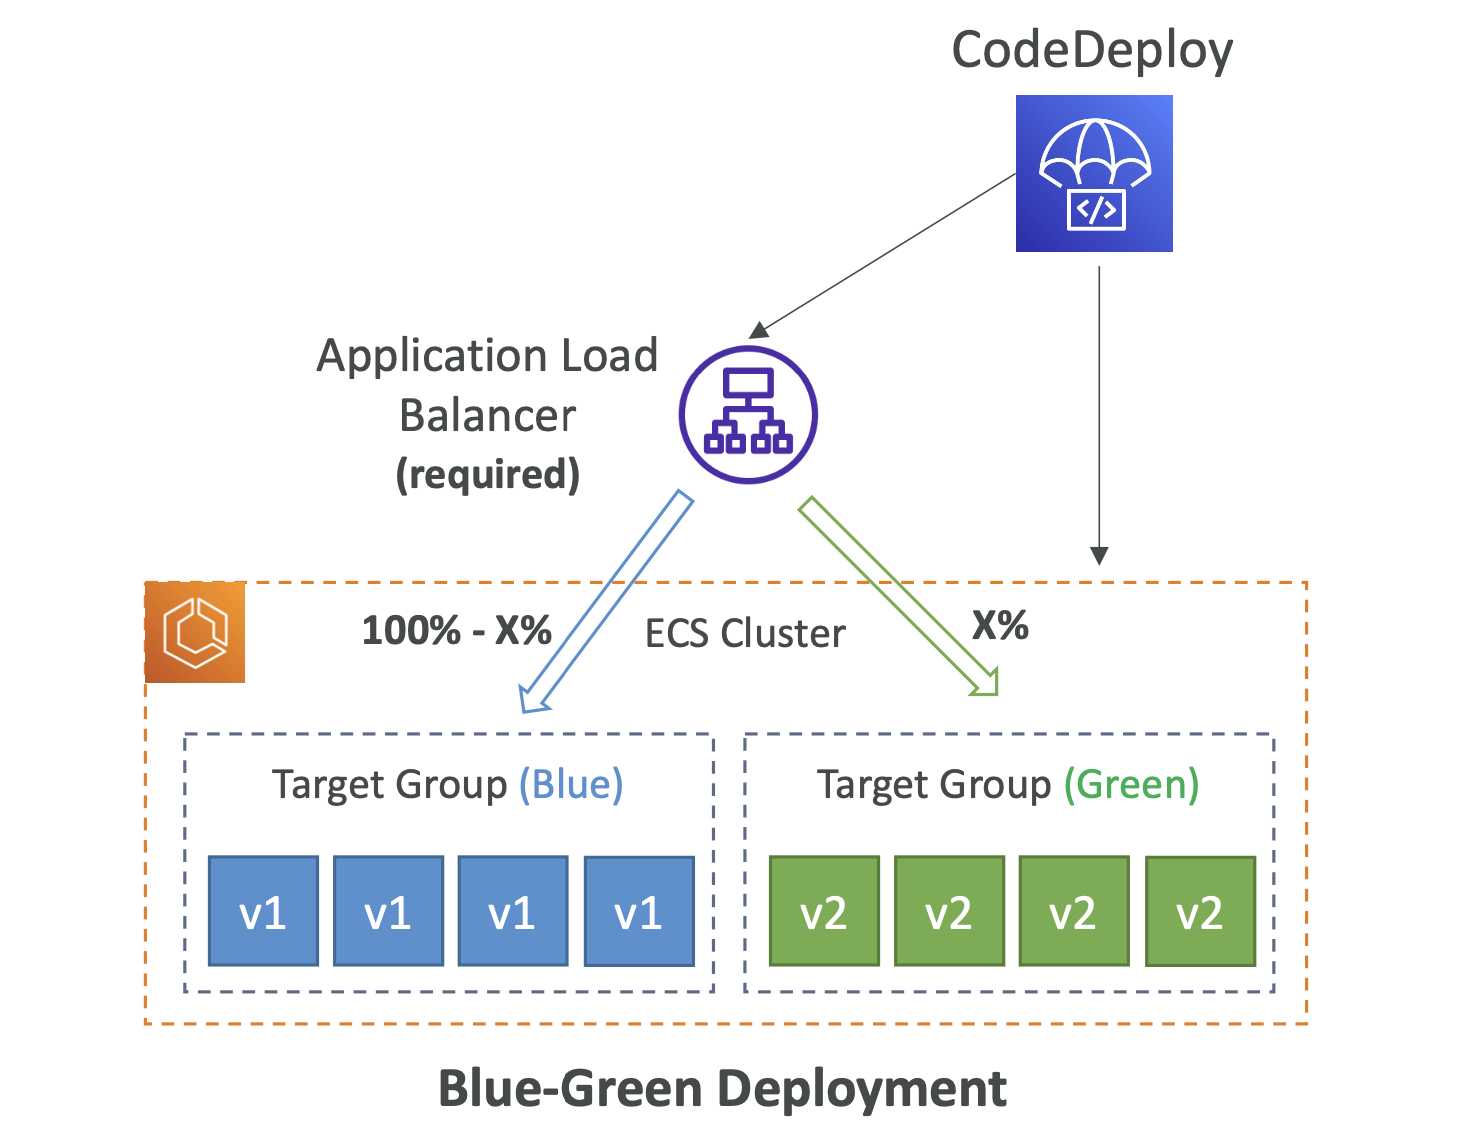 CodeDeploy
Application Load
Balancer
(required)
100% - X%
ECS Cluster
X%
Target Group (Blue)
Target Group (Green)
v1 v1 v1 v1
v2 v2 v2 v2
Blue-Green Deployment